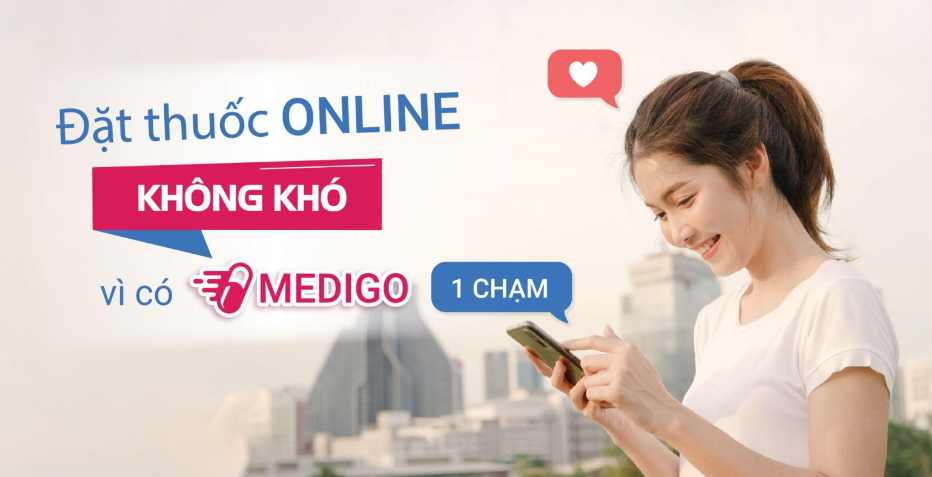 Đặt thuốc ONLINE
KHÔNG KHÓ
vì có MEDIGO 1 CHẠM